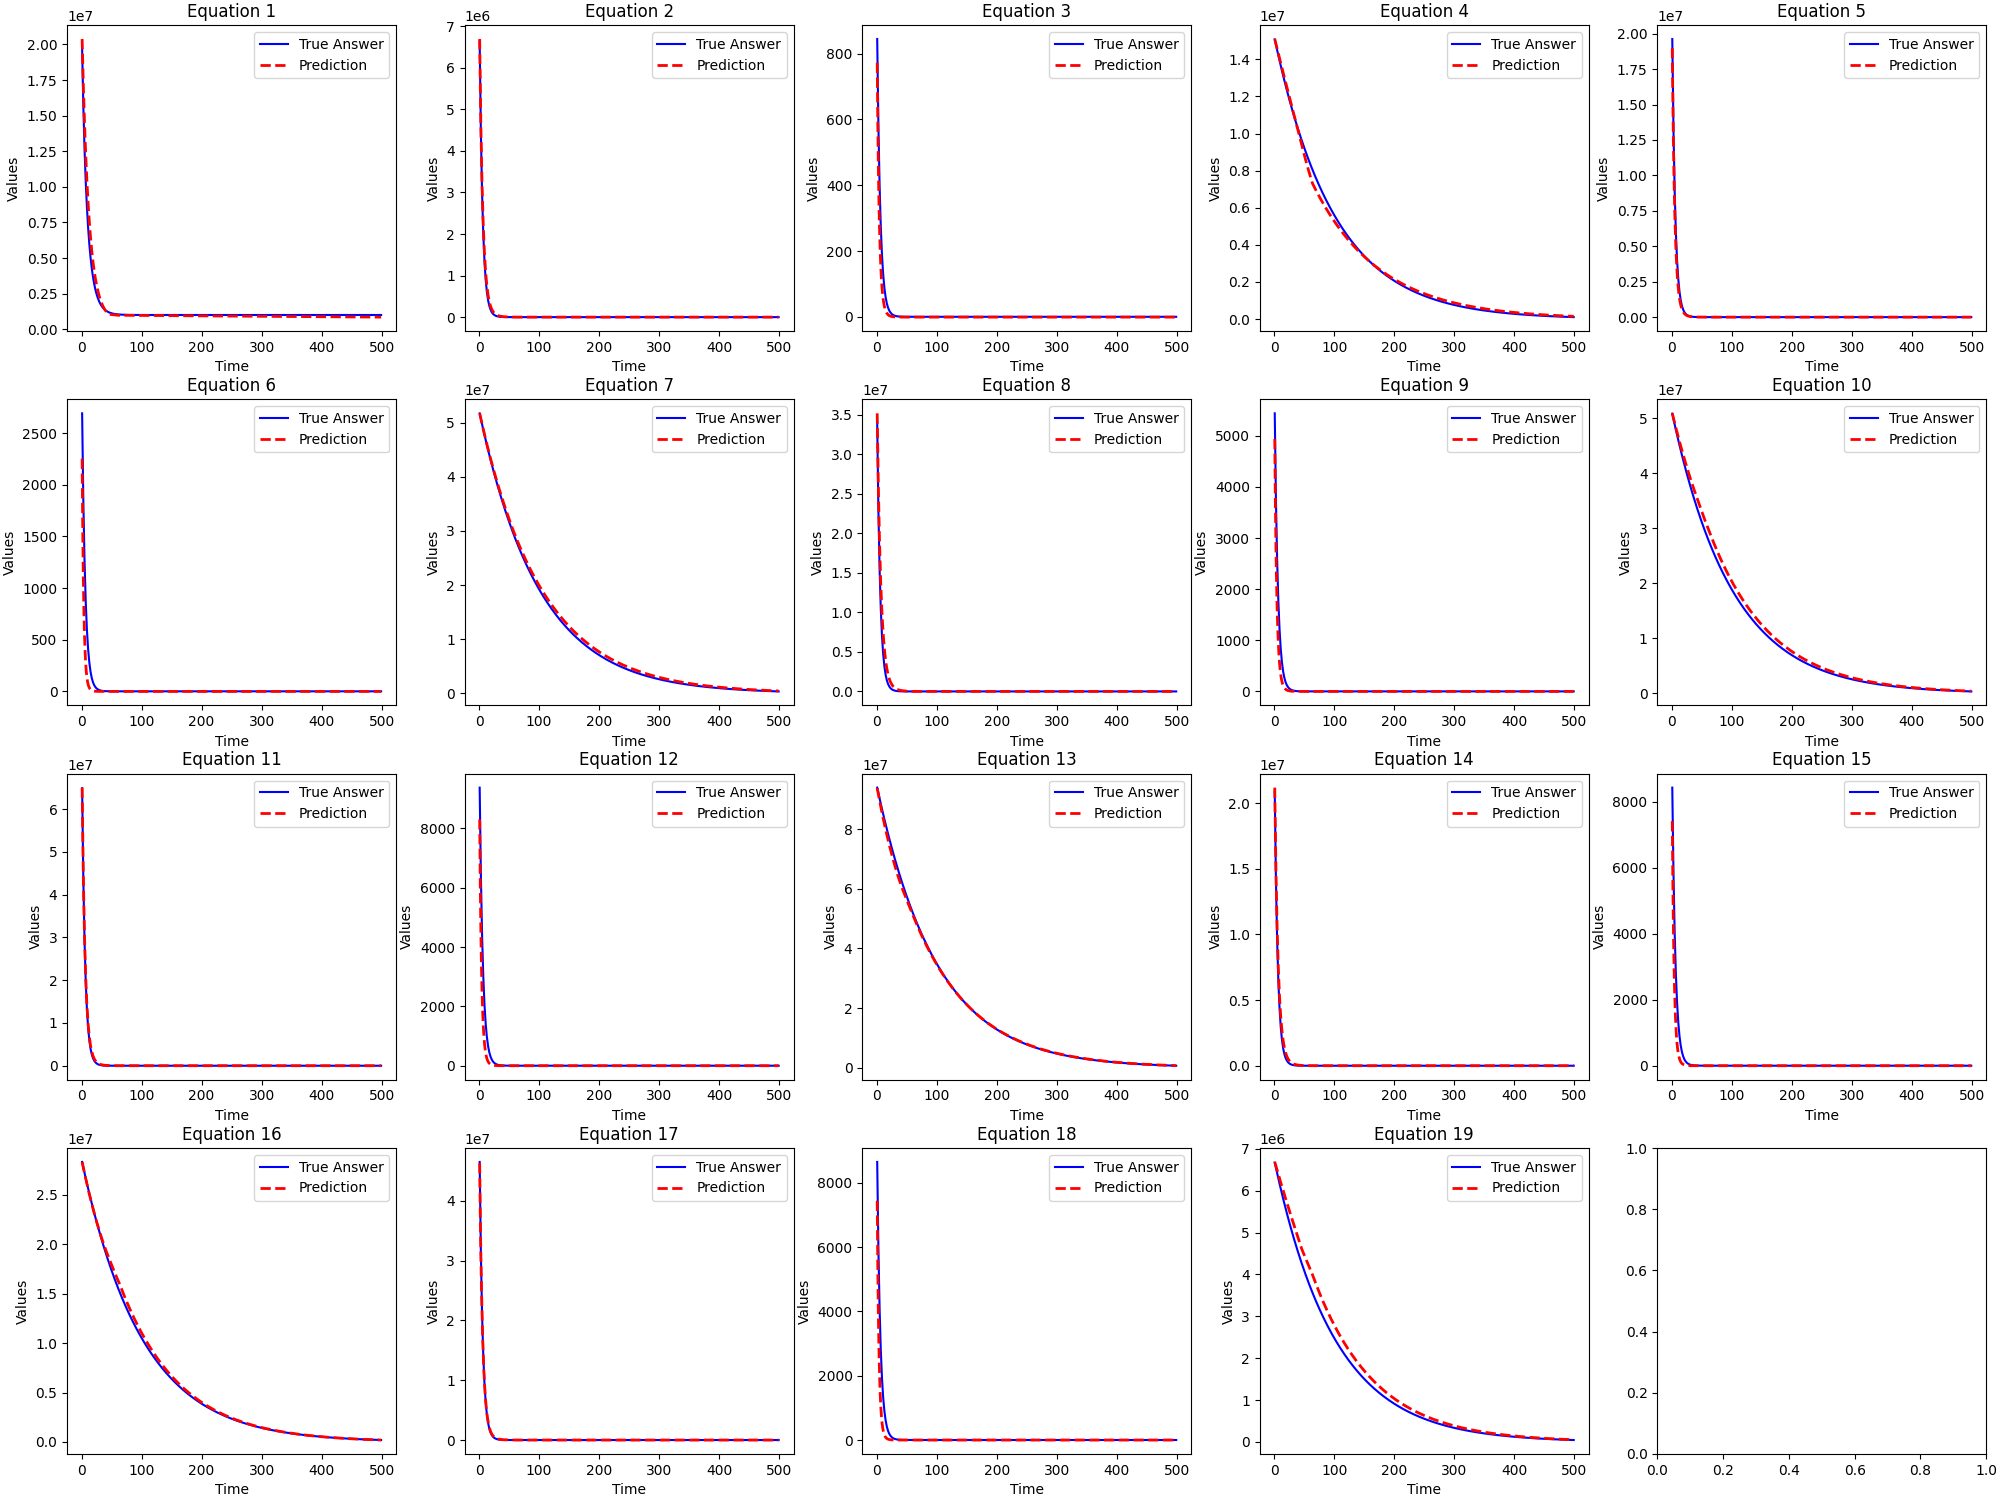 Equation 1
1e7
True Answer
Prediction
2.00
1.75
1.50
1.25
1.00
0.75
0.50
0.25
0.00
Values
0 100 200 300 400 500
Time
Equation 2
1e6
True Answer
Prediction
7
6
5
4
3
2
1
0
Values
0 100 200 300 400 500
Time
Equation 3
True Answer
Prediction
800
600
400
200
0
Values
0 100 200 300 400 500
Time
Equation 4
1e7
True Answer
Prediction
1.4
1.2
1.0
0.8
0.6
0.4
0.2
0.0
Values
0 100 200 300 400 500
Time
Equation 5
1e7
True Answer
Prediction
2.00
1.75
1.50
1.25
1.00
0.75
0.50
0.25
0.00
Values
0 100 200 300 400 500
Time
Equation 6
True Answer
Prediction
2500
2000
1500
1000
500
0
Values
0 100 200 300 400 500
Time
Equation 7
1e7
True Answer
Prediction
5
4
3
2
1
0
Values
0 100 200 300 400 500
Time
Equation 8
1e7
True Answer
Prediction
3.5
3.0
2.5
2.0
1.5
1.0
0.5
0.0
Values
0 100 200 300 400 500
Time
Equation 9
True Answer
Prediction
5000
4000
3000
2000
1000
0
Values
0 100 200 300 400 500
Time
Equation 10
1e7
True Answer
Prediction
5
4
3
2
1
0
Values
0 100 200 300 400 500
Time
Equation 11
1e7
True Answer
Prediction
6
5
4
3
2
1
0
Values
0 100 200 300 400 500
Time
Equation 12
True Answer
Prediction
8000
6000
4000
2000
0
Values
0 100 200 300 400 500
Time
Equation 13
1e7
True Answer
Prediction
8
6
4
2
0
Values
0 100 200 300 400 500
Time
Equation 14
1e7
True Answer
Prediction
2.0
1.5
1.0
0.5
0.0
Values
0 100 200 300 400 500
Time
Equation 15
True Answer
Prediction
8000
6000
4000
2000
0
Values
0 100 200 300 400 500
Time
Equation 16
1e7
True Answer
Prediction
2.5
2.0
1.5
1.0
0.5
0.0
Values
0 100 200 300 400 500
Time
Equation 17
1e7
True Answer
Prediction
4
3
2
1
0
Values
0 100 200 300 400 500
Time
Equation 18
True Answer
Prediction
8000
6000
4000
2000
0
Values
0 100 200 300 400 500
Time
Equation 19
1e6
True Answer
Prediction
7
6
5
4
3
2
1
0
Values
0 100 200 300 400 500
Time
1.0
0.8
0.6
0.4
0.2
0.0
0.0 0.2 0.4 0.6 0.8 1.0